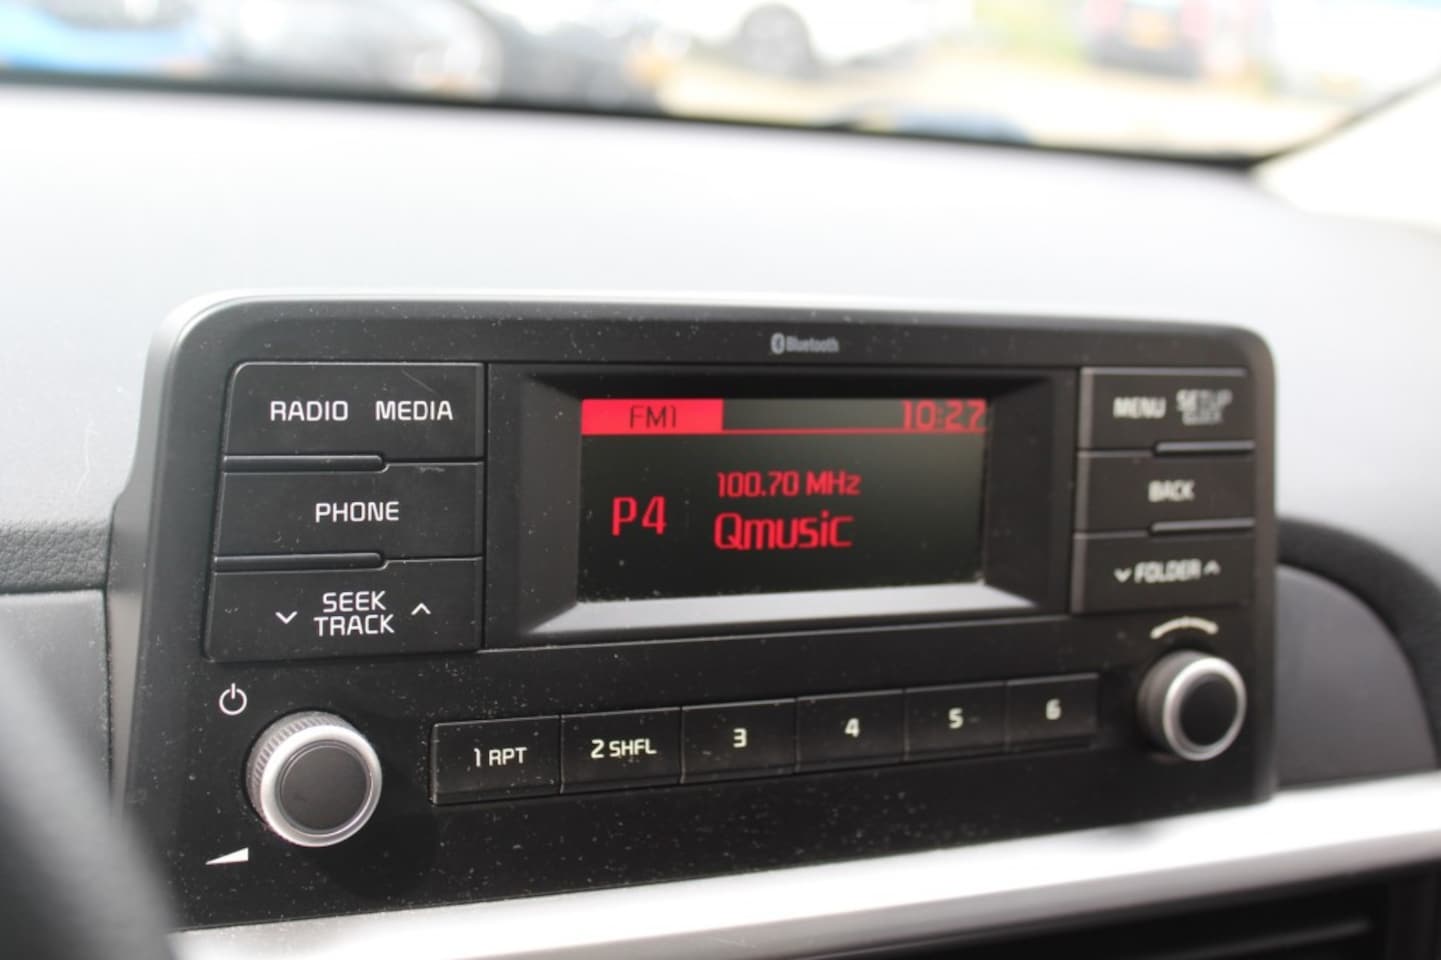 Bluetooth
RADIO MEDIA
PHONE
SEEK
TRACK
FM1 10:27
100.70 MHz
P4
Qmusic
MENU SETUP
BACK
FOLDER
1 RPT
2 SHFL
3
4
5
6